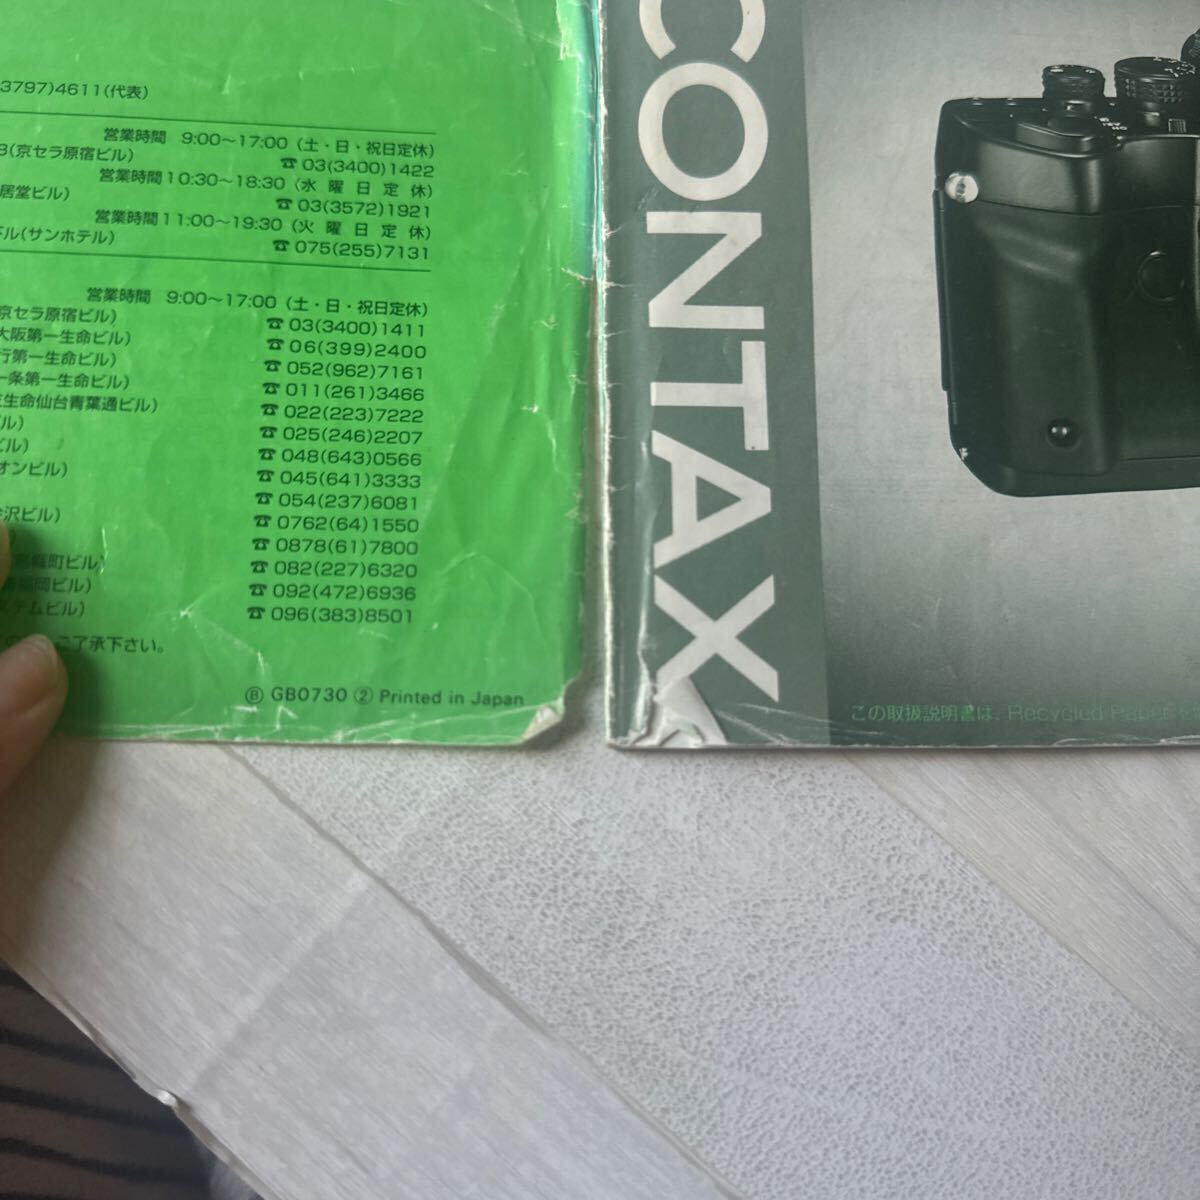 3797)4611(代表)
営業時間 9:00〜17:00 (土・日・祝日定休)
(京セラ原宿ビル) ☎ 03(3400)1422
営業時間10:30〜18:30 (水曜日定休)
居堂ビル) ☎ 03(3572)1921
営業時間11:00〜19:30 (火曜日定休)
ドル(サンホテル) ☎ 075(255)7131
営業時間 9:00〜17:00 (土・日・祝日定休)
京セラ原宿ビル) ☎ 03(3400)1411
大阪第一生命ビル) ☎ 06(399)2400
行第一生命ビル) ☎ 052(962)7161
一条第一生命ビル) ☎ 011(261)3466
生命仙台青葉通ビル) ☎ 022(223)7222
ビル) ☎ 025(246)2207
ビル) ☎ 048(643)0566
オンビル) ☎ 045(641)3333
☎ 054(237)6081
沢ビル) ☎ 0762(64)1550
) ☎ 0878(61)7800
町ビル) ☎ 082(227)6320
福岡ビル) ☎ 092(472)6936
ステムビル) ☎ 096(383)8501
ご了承下さい。
Ⓑ GB0730 ② Printed in Japan
CONTAX
この取扱説明書は、Recycled Paper